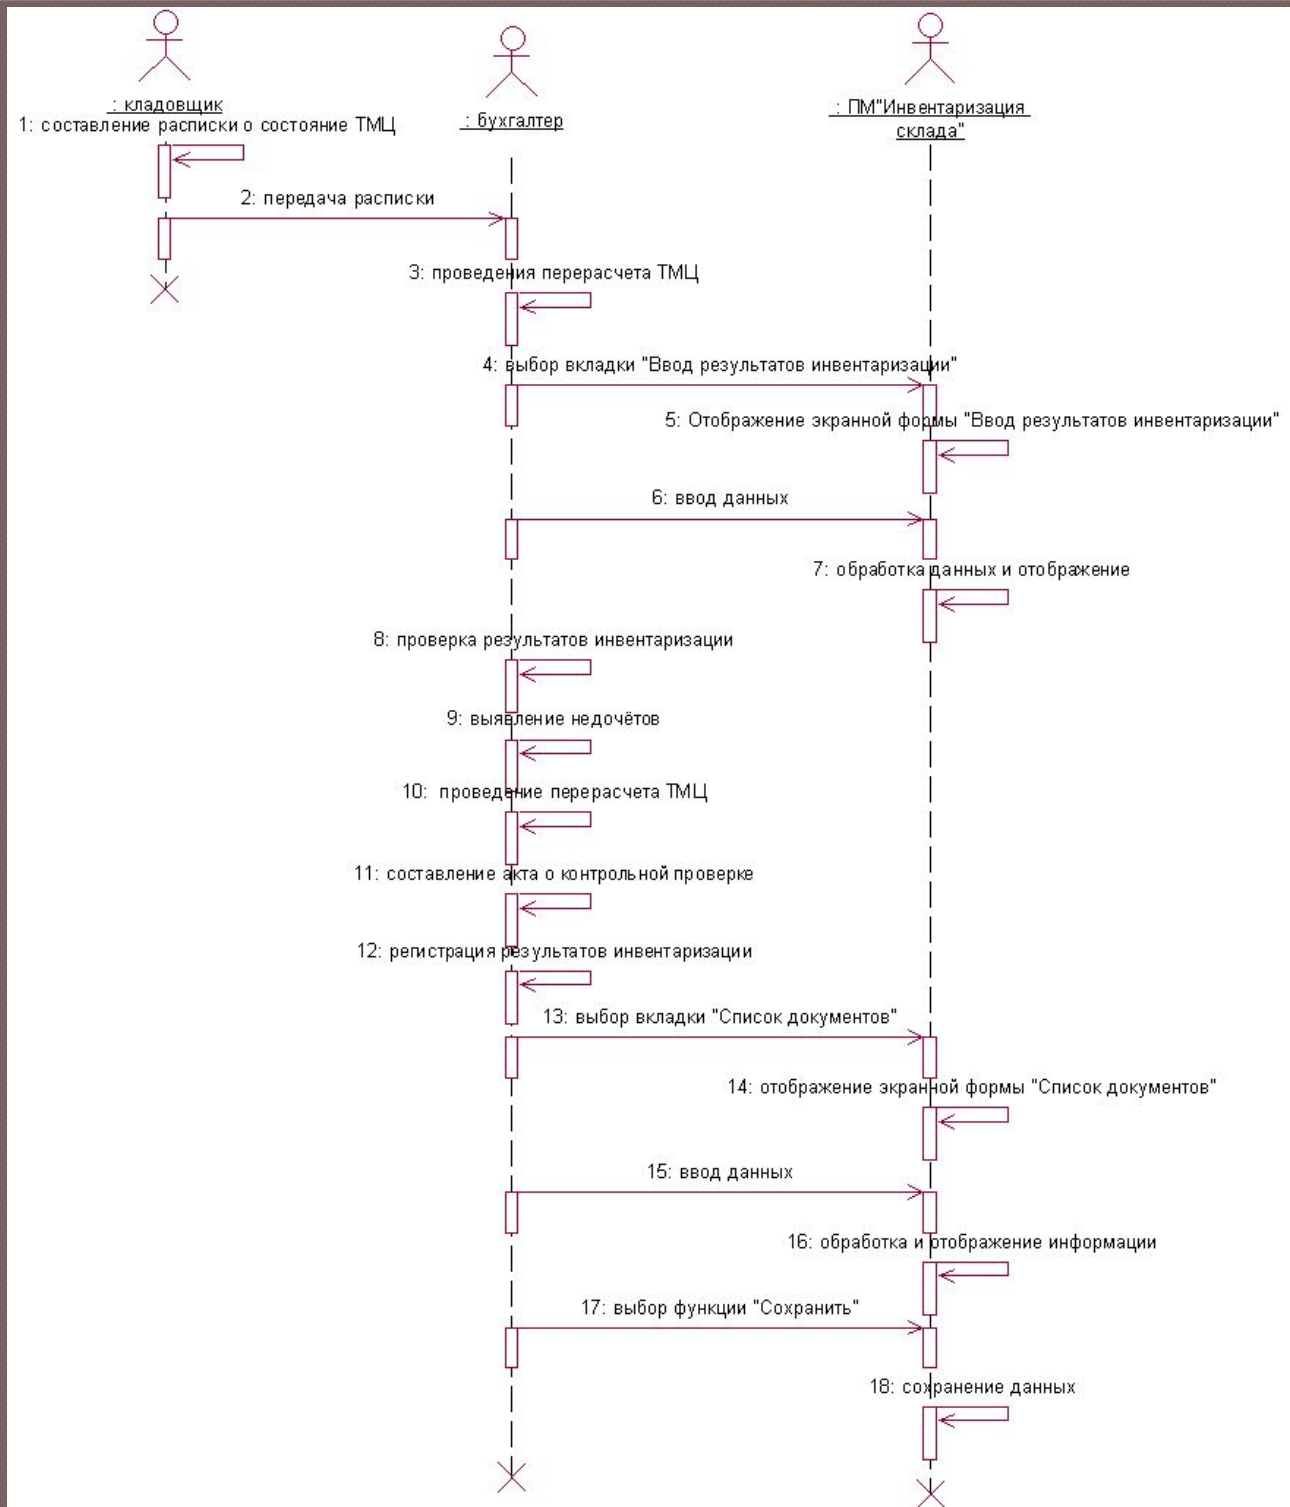 : кладовщик
: бухгалтер
: ПМ"Инвентаризация
склада"
1: составление расписки о состояние ТМЦ
2: передача расписки
3: проведения перерасчета ТМЦ
4: выбор вкладки "Ввод результатов инвентаризации"
5: Отображение экранной формы "Ввод результатов инвентаризации"
6: ввод данных
7: обработка данных и отображение
8: проверка результатов инвентаризации
9: выявление недочётов
10: проведение перерасчета ТМЦ
11: составление акта о контрольной проверке
12: регистрация результатов инвентаризации
13: выбор вкладки "Список документов"
14: отображение экранной формы "Список документов"
15: ввод данных
16: обработка и отображение информации
17: выбор функции "Сохранить"
18: сохранение данных